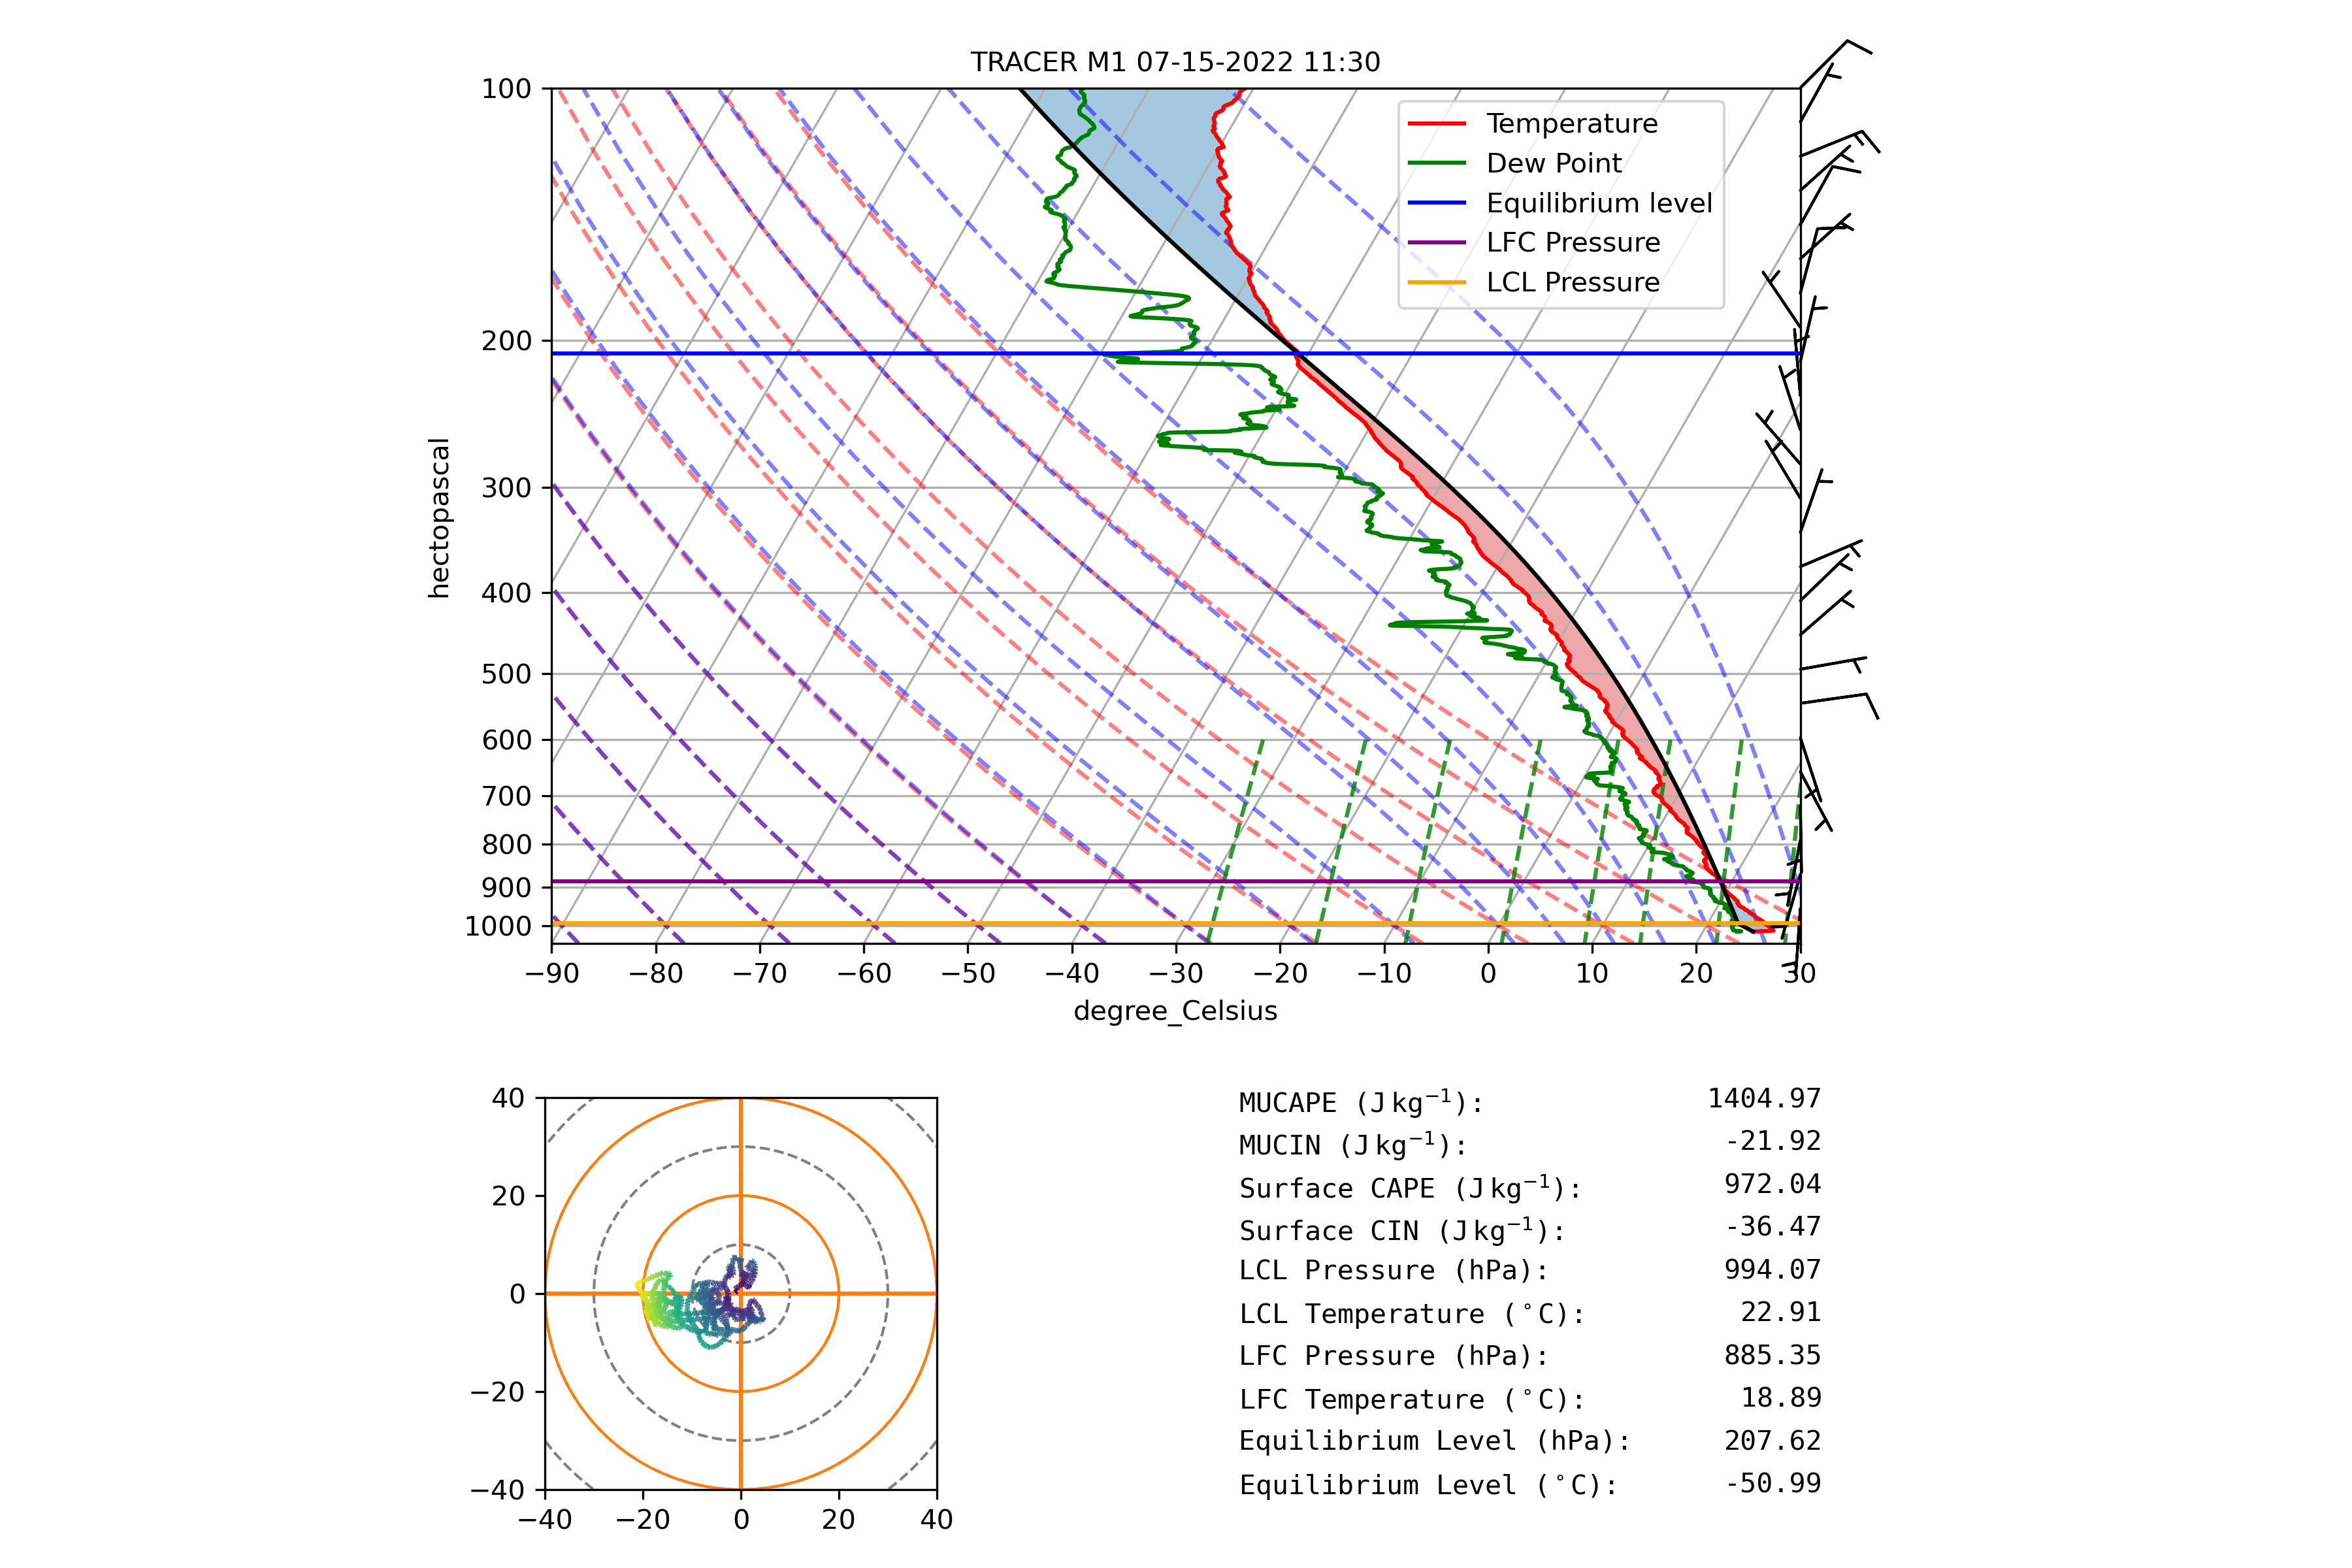 TRACER M1 07-15-2022 11:30
Temperature
Dew Point
Equilibrium level
LFC Pressure
LCL Pressure
hectopascal
100
200
300
400
500
600
700
800
900
1000
−90 −80 −70 −60 −50 −40 −30 −20 −10 0 10 20 30
degree_Celsius
40
20
0
−20
−40
−40 −20 0 20 40
MUCAPE (J kg⁻¹): 1404.97
MUCIN (J kg⁻¹): -21.92
Surface CAPE (J kg⁻¹): 972.04
Surface CIN (J kg⁻¹): -36.47
LCL Pressure (hPa): 994.07
LCL Temperature (°C): 22.91
LFC Pressure (hPa): 885.35
LFC Temperature (°C): 18.89
Equilibrium Level (hPa): 207.62
Equilibrium Level (°C): -50.99